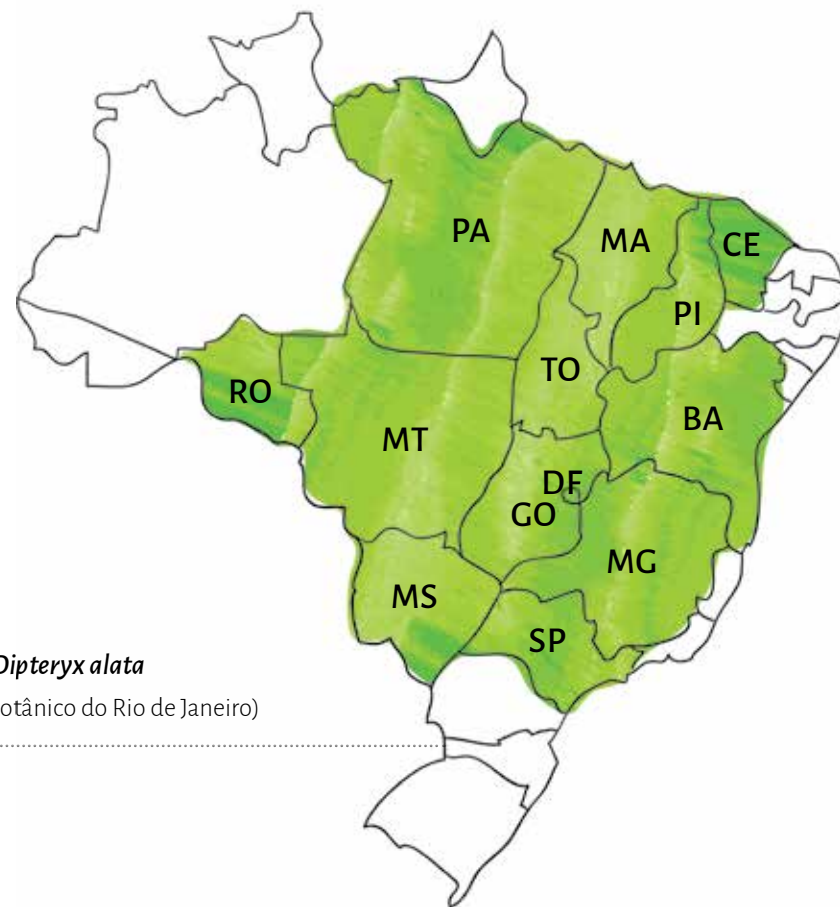 PA
MA
CE
PI
TO
RO
BA
MT
DF
GO
MG
MS
SP
Dipteryx alata
otânico do Rio de Janeiro)